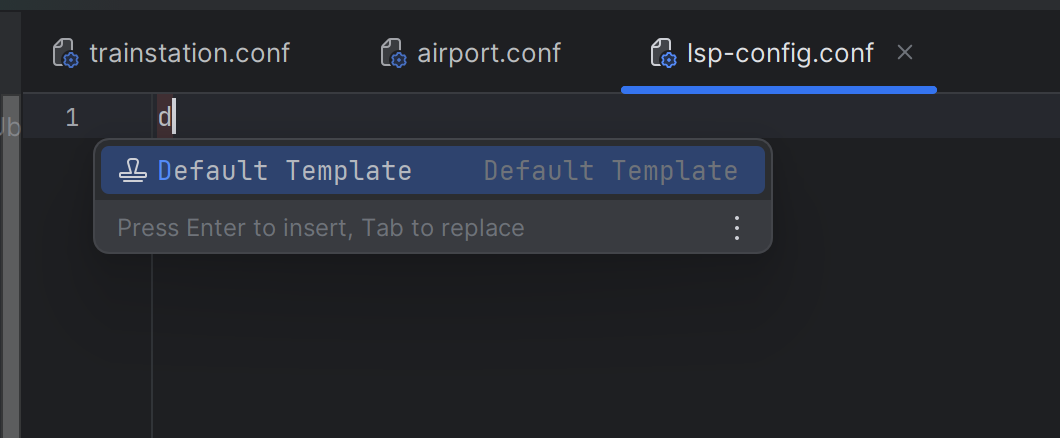 trainstation.conf airport.conf lsp-config.conf
1 d
Default Template Default Template
Press Enter to insert, Tab to replace